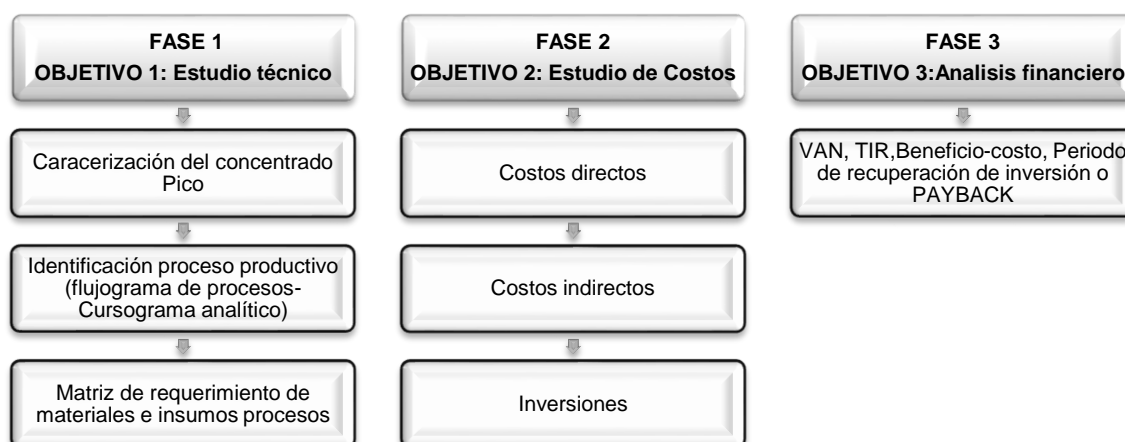 FASE 1
OBJETIVO 1: Estudio técnico
Caracerización del concentrado
Pico
Identificación proceso productivo
(flujograma de procesos-
Cursograma analítico)
Matriz de requerimiento de
materiales e insumos procesos
FASE 2
OBJETIVO 2: Estudio de Costos
Costos directos
Costos indirectos
Inversiones
FASE 3
OBJETIVO 3:Analisis financiero
VAN, TIR,Beneficio-costo, Periodo
de recuperación de inversión o
PAYBACK